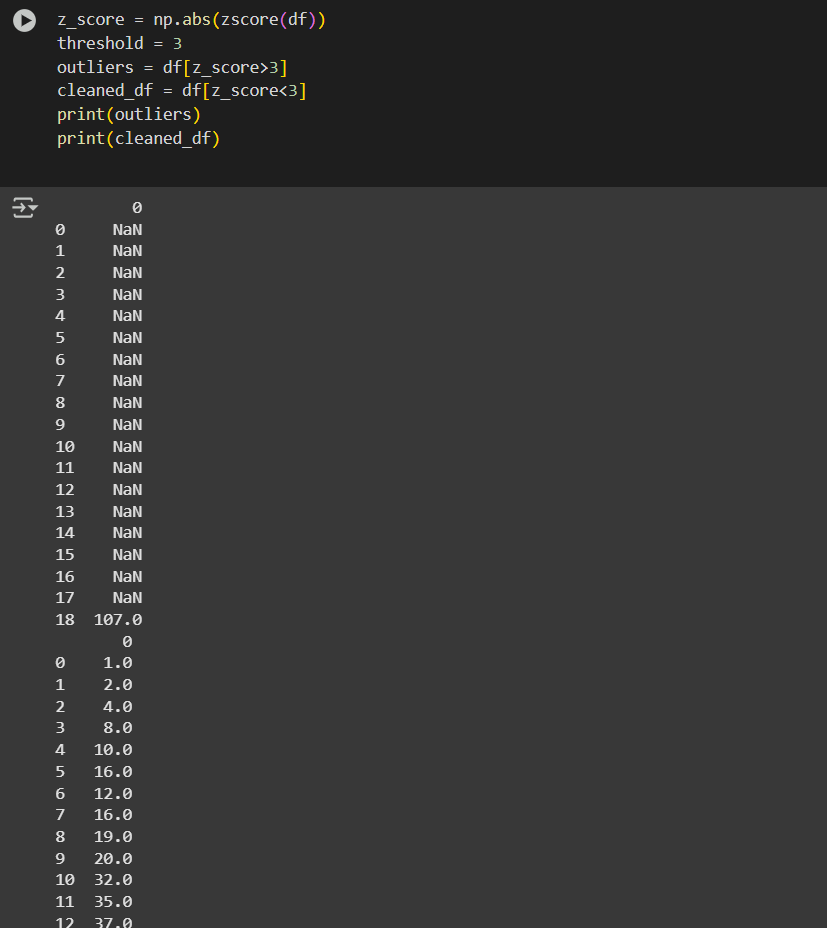 z_score = np.abs(zscore(df))
threshold = 3
outliers = df[z_score>3]
cleaned_df = df[z_score<3]
print(outliers)
print(cleaned_df)
0
0 NaN
1 NaN
2 NaN
3 NaN
4 NaN
5 NaN
6 NaN
7 NaN
8 NaN
9 NaN
10 NaN
11 NaN
12 NaN
13 NaN
14 NaN
15 NaN
16 NaN
17 NaN
18 107.0
0
0 1.0
1 2.0
2 4.0
3 8.0
4 10.0
5 16.0
6 12.0
7 16.0
8 19.0
9 20.0
10 32.0
11 35.0
12 37.0